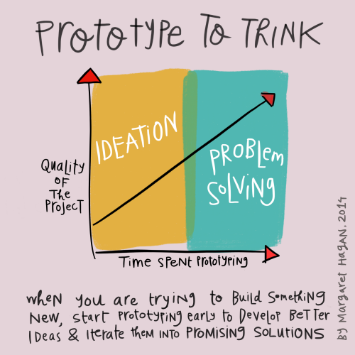 Prototype To Think
IDEATION
PROBLEM
SOLVING
Quality
OF
The
Project
Time spent prototyping
when you are trying to Build Something
New, start prototyping early to Develop Better
Ideas & Iterate them into Promising Solutions
By Margaret Hagan. 2014